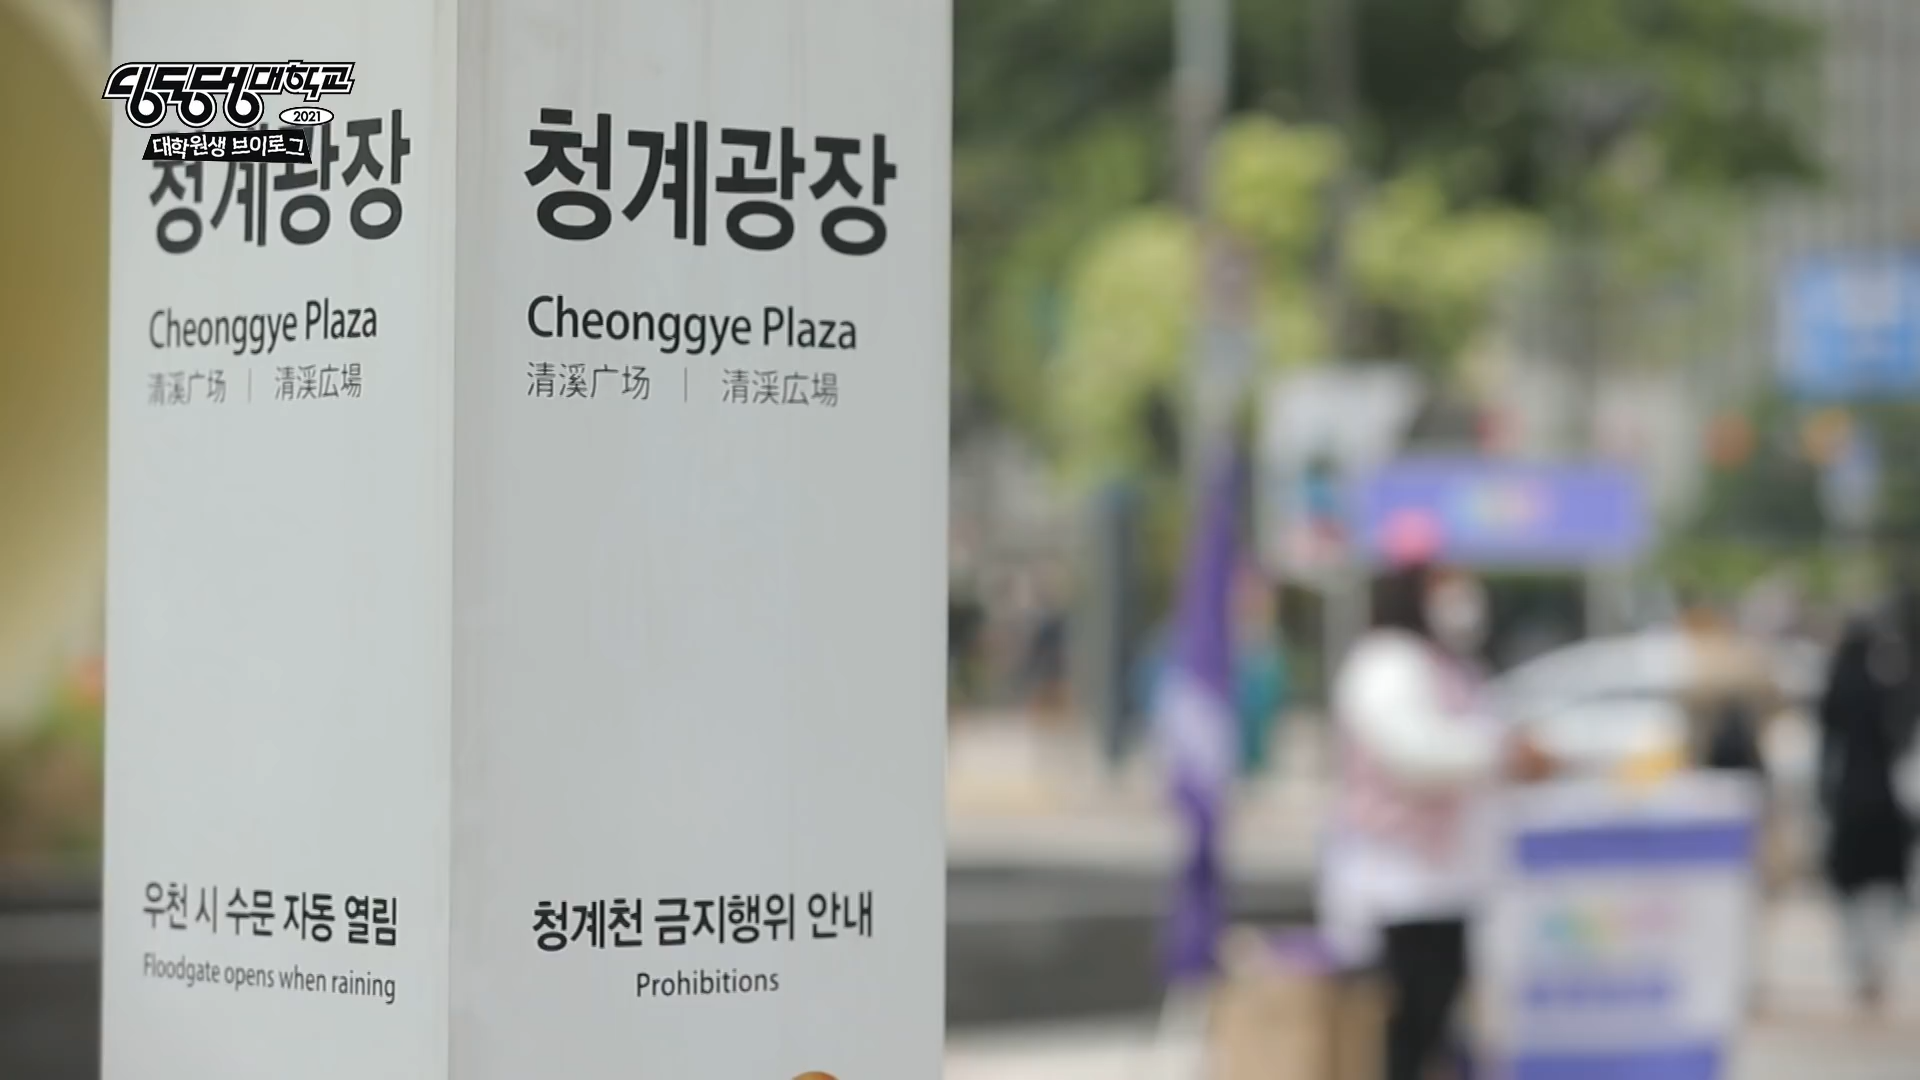 딩동댕대학교
2021
대학원생 브이로그
청계광장
Cheonggye Plaza
清溪广场 | 清渓広場
우천 시 수문 자동 열림
Floodgate opens when raining
청계광장
Cheonggye Plaza
清溪广场 | 清渓広場
청계천 금지행위 안내
Prohibitions